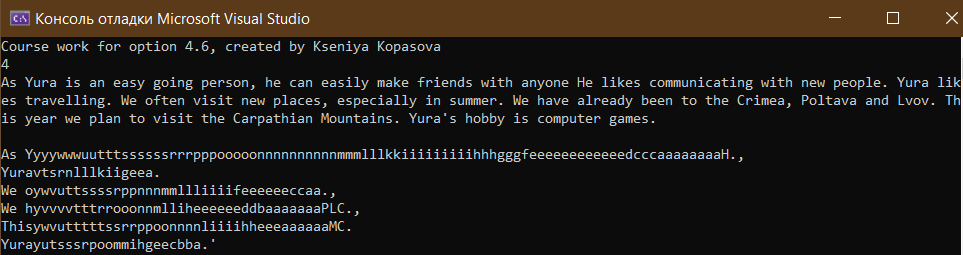 Консоль отладки Microsoft Visual Studio
Course work for option 4.6, created by Kseniya Kopasova
4
As Yura is an easy going person, he can easily make friends with anyone He likes communicating with new people. Yura lik
es travelling. We often visit new places, especially in summer. We have already been to the Crimea, Poltava and Lvov. Th
is year we plan to visit the Carpathian Mountains. Yura's hobby is computer games.
As YyyywwwuutttssssssrrrpppooooonnnnnnnnnnmmmlllkkiiiiiiiiihhhgggfeeeeeeeeeeeedcccaaaaaaaaH.,
Yuravtsrnlllkiigeea.
We oywvuttssssrppnnnmmllliiiifeeeeeeccaa.,
We hyvvvvtttrrooonnmlliheeeeeeddbaaaaaaaPLC.,
ThisywvutttttssrrppoonnnniiiihheeeaaaaaaMC.
Yurayutsssrpoommihgeecbba.'